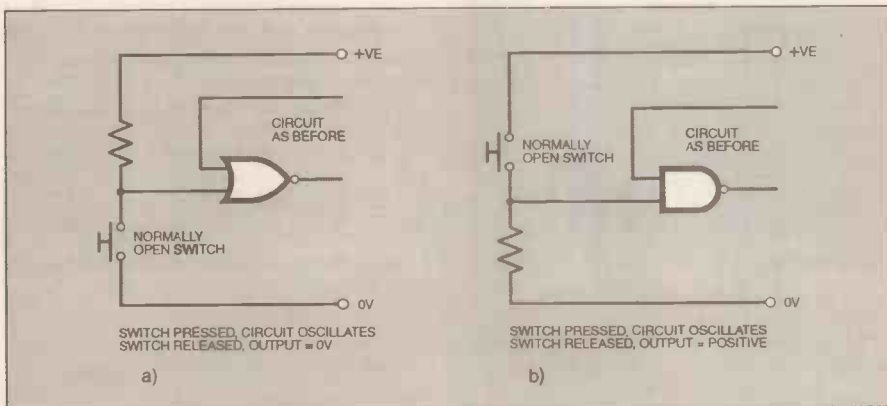 +VE
CIRCUIT
AS BEFORE
NORMALLY
OPEN SWITCH
0V
SWITCH PRESSED, CIRCUIT OSCILLATES
SWITCH RELEASED, OUTPUT = 0V
a)
+VE
NORMALLY
OPEN SWITCH
CIRCUIT
AS BEFORE
0V
SWITCH PRESSED, CIRCUIT OSCILLATES
SWITCH RELEASED, OUTPUT = POSITIVE
b)